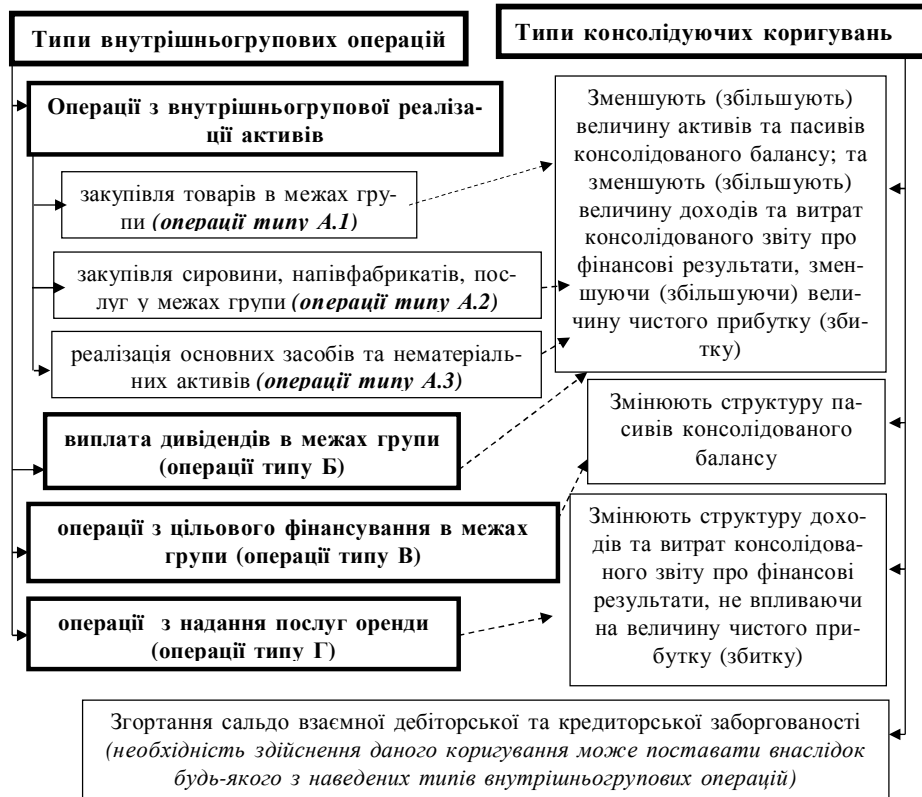 Типи внутрішньогрупових операцій
Типи консолідуючих коригувань
Операції з внутрішньогрупової реаліза-
ції активів
закупівля товарів в межах гру-
пи (операції типу А.1)
закупівля сировини, напівфабрикатів, пос-
луг у межах групи (операції типу А.2)
реалізація основних засобів та нематеріаль-
них активів (операції типу А.3)
виплата дивідендів в межах групи
(операції типу Б)
операції з цільового фінансування в межах
групи (операції типу В)
операції з надання послуг оренди
(операції типу Г)
Зменшують (збільшують)
величину активів та пасивів
консолідованого балансу; та
зменшують (збільшують)
величину доходів та витрат
консолідованого звіту про
фінансові результати, змен-
шуючи (збільшуючи) вели-
чину чистого прибутку (зби-
тку)
Змінюють структуру па-
сивів консолідованого
балансу
Змінюють структуру дохо-
дів та витрат консолідова-
ного звіту про фінансові
результати, не впливаючи
на величину чистого при-
бутку (збитку)
Згортання сальдо взаємної дебіторської та кредиторської заборгованості
(необхідність здійснення даного коригування може поставати внаслідок
будь-якого з наведених типів внутрішньогрупових операцій)